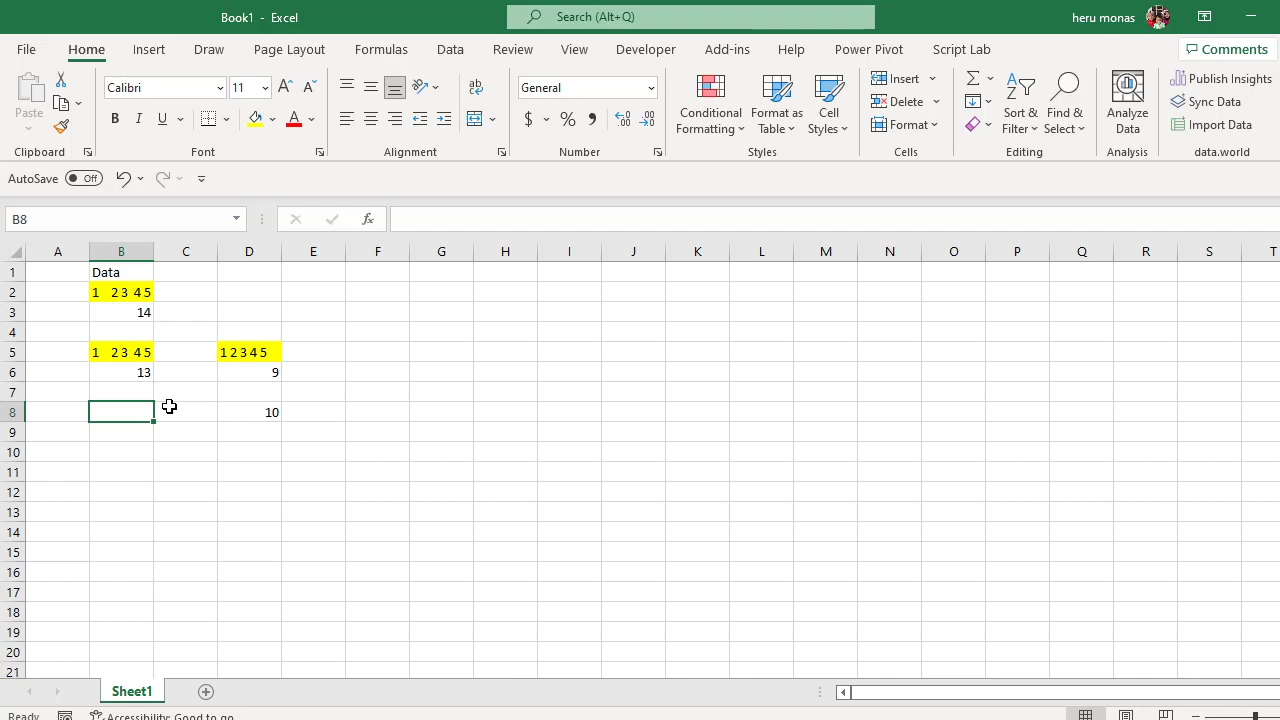 Book1 - Excel
Search (Alt+Q)
heru monas
File Home Insert Draw Page Layout Formulas Data Review View Developer Add-ins Help Power Pivot Script Lab Comments
Paste
Calibri 11
General
Conditional Formatting
Format as Table
Cell Styles
Insert
Delete
Format
Sort & Filter
Find & Select
Analyze Data
Publish Insights
Sync Data
Import Data
Clipboard Font Alignment Number Styles Cells Editing Analysis data.world
AutoSave Off
B8
fx
A B C D E F G H I J K L M N O P Q R S T
1 Data
2 1    2 3  4 5
3 14
4
5 1    2 3  4 5 1 2 3 4 5
6 13 9
7
8 10
9
10
11
12
13
14
15
16
17
18
19
20
21
Sheet1
Ready Accessibility: Good to go